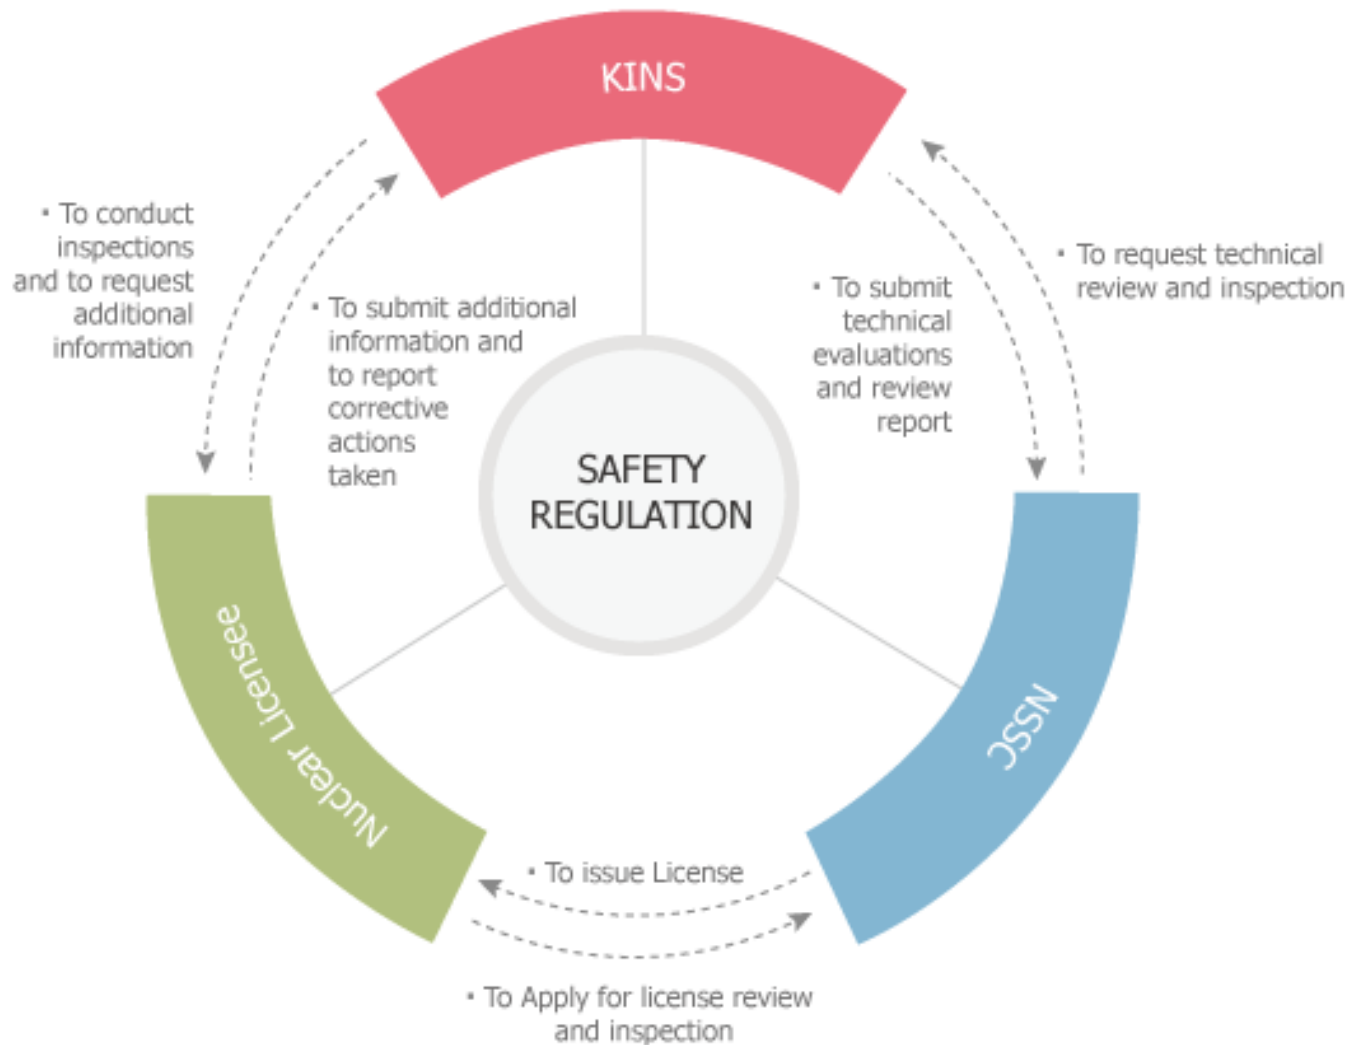 KINS
▪ To conduct
inspections
and to request
additional
information
▪ To submit additional
information and
to report
corrective
actions
taken
▪ To submit
technical
evaluations
and review
report
▪ To request technical
review and inspection
SAFETY
REGULATION
Nuclear Licensee
NSSC
▪ To issue License
▪ To Apply for license review
and inspection